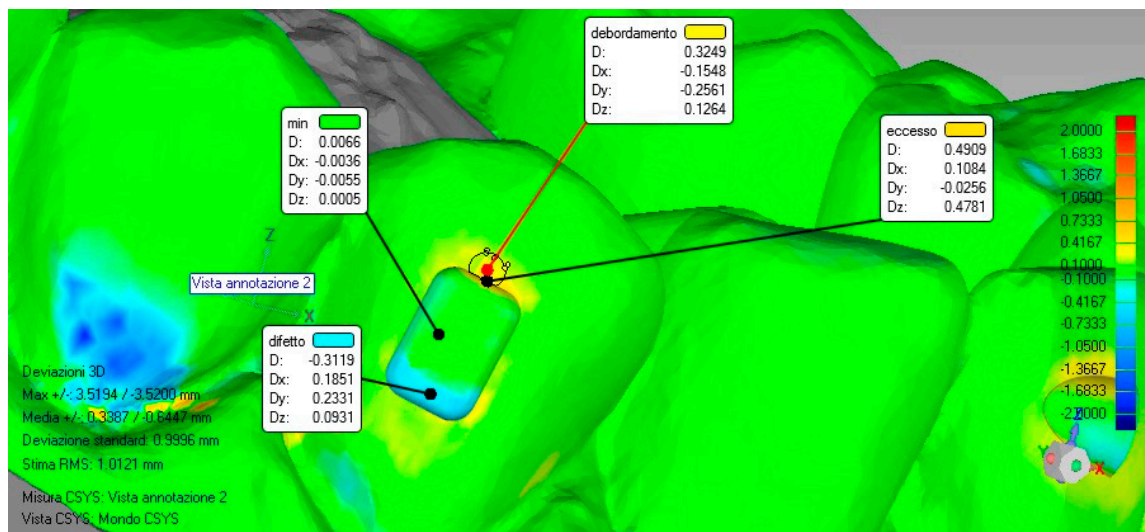 debordamento
D: 0.3249
Dx: -0.1548
Dy: -0.2561
Dz: 0.1264
min
D: 0.0066
Dx: -0.0036
Dy: -0.0055
Dz: 0.0005
eccesso
D: 0.4909
Dx: 0.1084
Dy: -0.0256
Dz: 0.4781
2.0000
1.6833
1.3667
1.0500
0.7333
0.4167
0.1000
-0.1000
-0.4167
-0.7333
-1.0500
-1.3667
-1.6833
-2.0000
Z
Vista annotazione 2
X
difetto
D: -0.3119
Dx: 0.1851
Dy: 0.2331
Dz: 0.0931
Deviazioni 3D
Max +/-: 3.5194 / -3.5200 mm
Media +/-: 0.3387 / -0.6447 mm
Deviazione standard: 0.9996 mm
Stima RMS: 1.0121 mm
Misura CSYS: Vista annotazione 2
Vista CSYS: Mondo CSYS
Z
Y
X